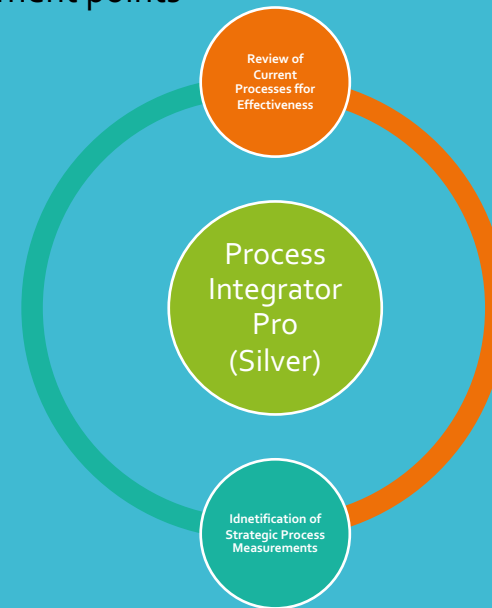 ment points
Review of
Current
Processes ffor
Effectiveness
Process
Integrator
Pro
(Silver)
Idnetification of
Strategic Process
Measurements